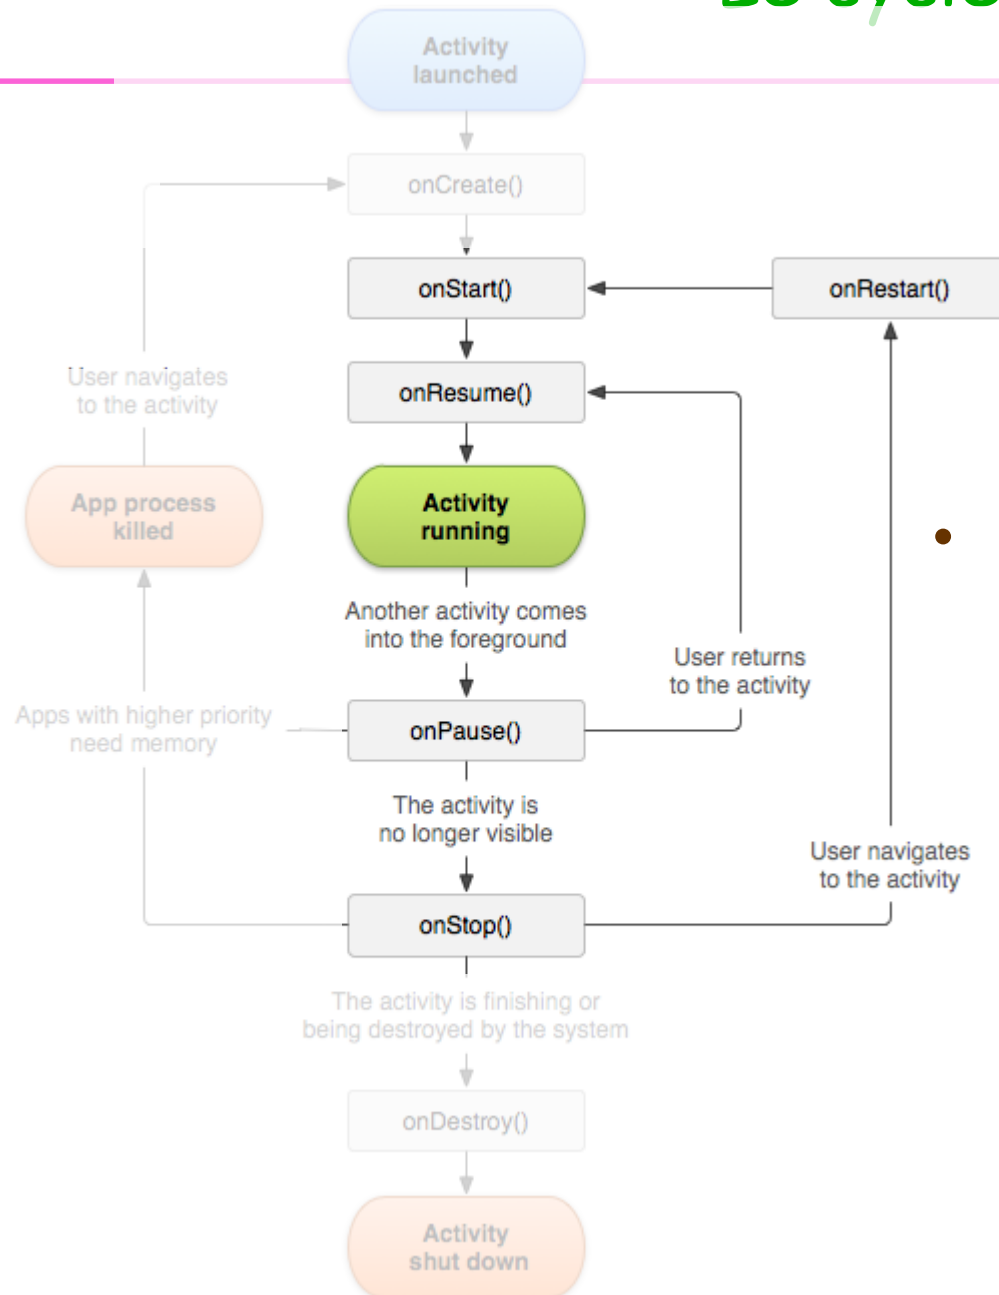 Activity
launched
onCreate()
onStart()
onRestart()
User navigates
to the activity
onResume()
App process
killed
Activity
running
Another activity comes
into the foreground
User returns
to the activity
Apps with higher priority
need memory
onPause()
The activity is
no longer visible
User navigates
to the activity
onStop()
The activity is finishing or
being destroyed by the system
onDestroy()
Activity
shut down